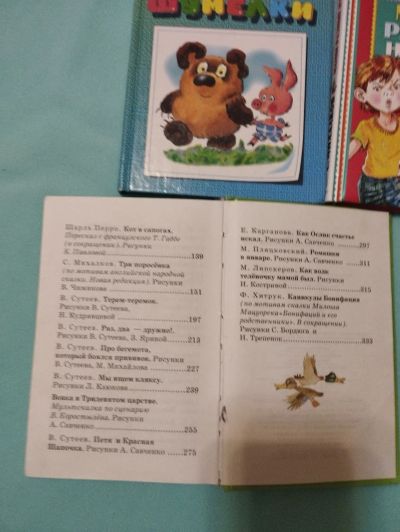 ШУМЕЛКИ
Шарль Перро. Кот в сапогах.
Пересказ с французского Т. Габбе
(в сокращении). Рисунки
Е. Павловой 139
С. Михалков. Три поросёнка
(по мотивам английской народной
сказки. Новая редакция). Рисунки
В. Чижикова 151
В. Сутеев. Терем-теремок.
Рисунки В. Сутеева,
Н. Кудрявцевой 197
В. Сутеев. Раз, два — дружно!.
Рисунки В. Сутеева, З. Яриной 213
В. Сутеев. Про бегемота,
который боялся прививок. Рисунки
В. Сутеева, М. Михайлова 227
В. Сутеев. Мы ищем кляксу.
Рисунки Л. 239
Вовка в Тридевятом царстве.
Мультсказка по сценарию
В. Коростылёва. Рисунки
А. Савченко 255
В. Сутеев. Петя и Красная
Шапочка. Рисунки А. Савченко 275
Е. Карганова. Как Ослик счастье
искал. Рисунки А. Савченко 297
М. Пляцковский. Ромашки
в январе. Рисунки А. Савченко 311
М. Липскеров. Как волк
телёночку мамой был. Рисунки
И. Костриной 315
Ф. Хитрук. Каникулы Бонифация
(по мотивам сказки Милоша
Мацоурека «Бонифаций и его
родственники». В сокращении).
Рисунки С. Бордюга и
Н. Трепенок 333